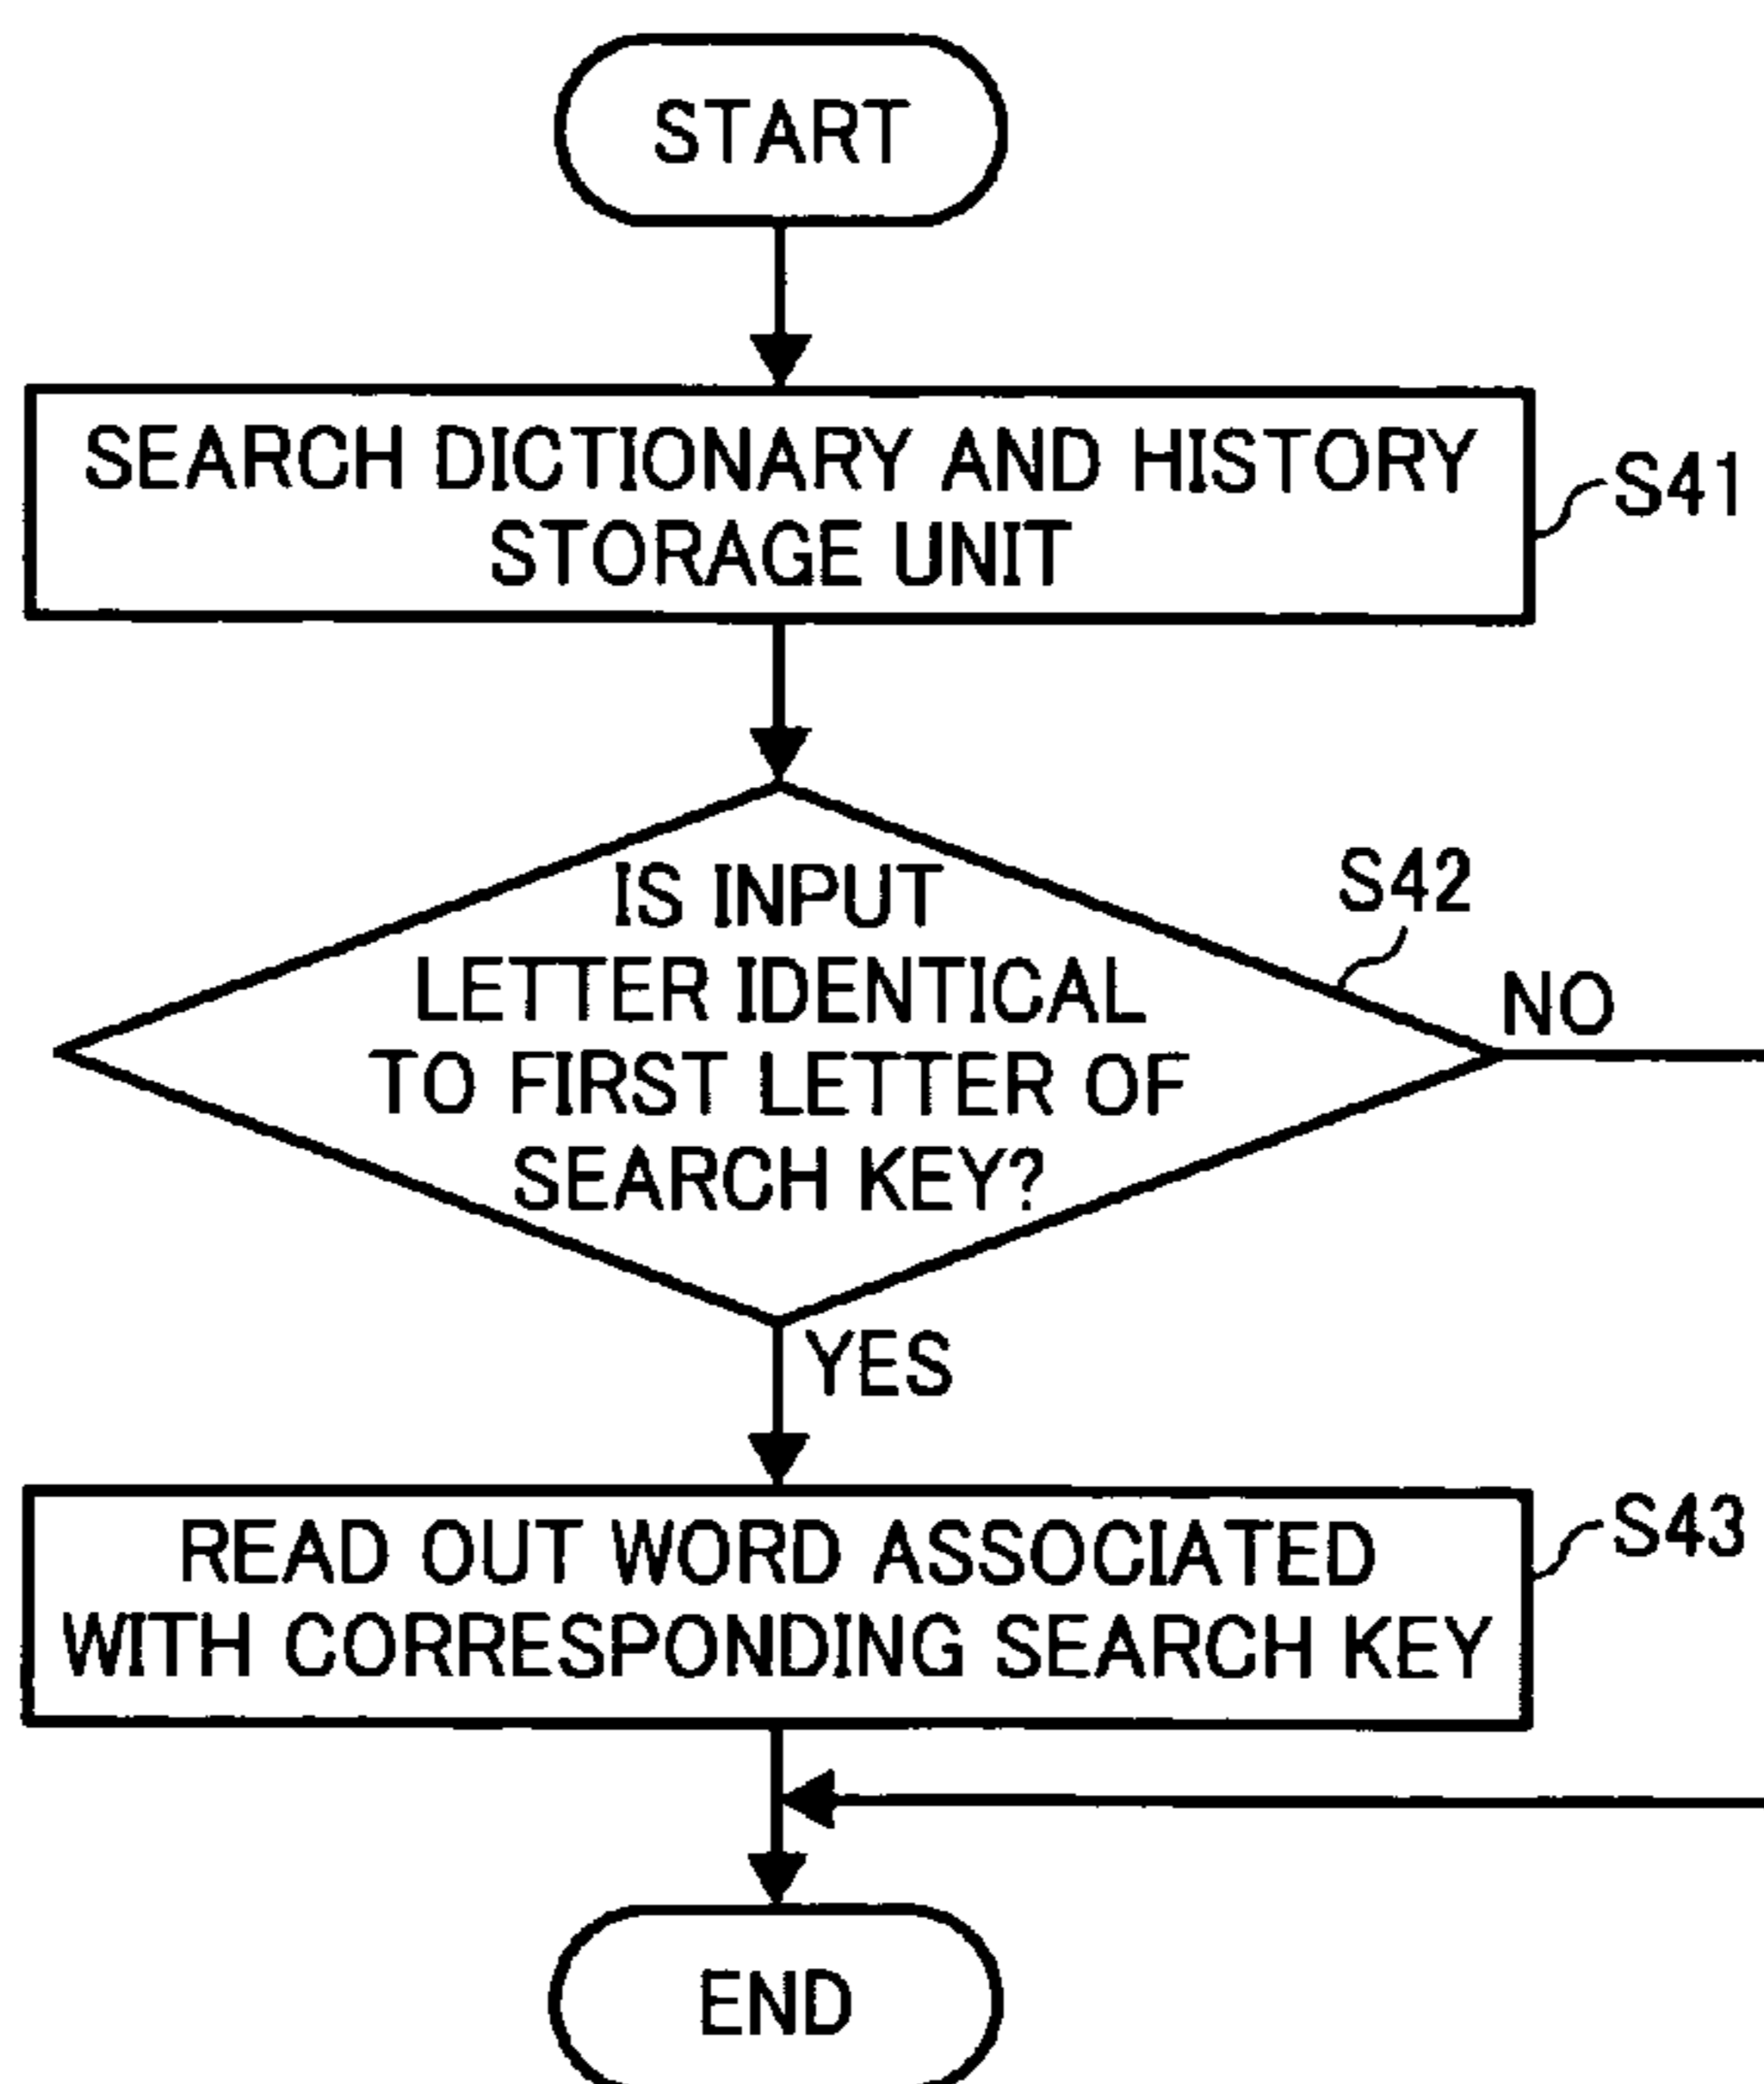 START
SEARCH DICTIONARY AND HISTORY
STORAGE UNIT
S41
IS INPUT
LETTER IDENTICAL
TO FIRST LETTER OF
SEARCH KEY?
S42
NO
YES
READ OUT WORD ASSOCIATED
WITH CORRESPONDING SEARCH KEY
S43
END